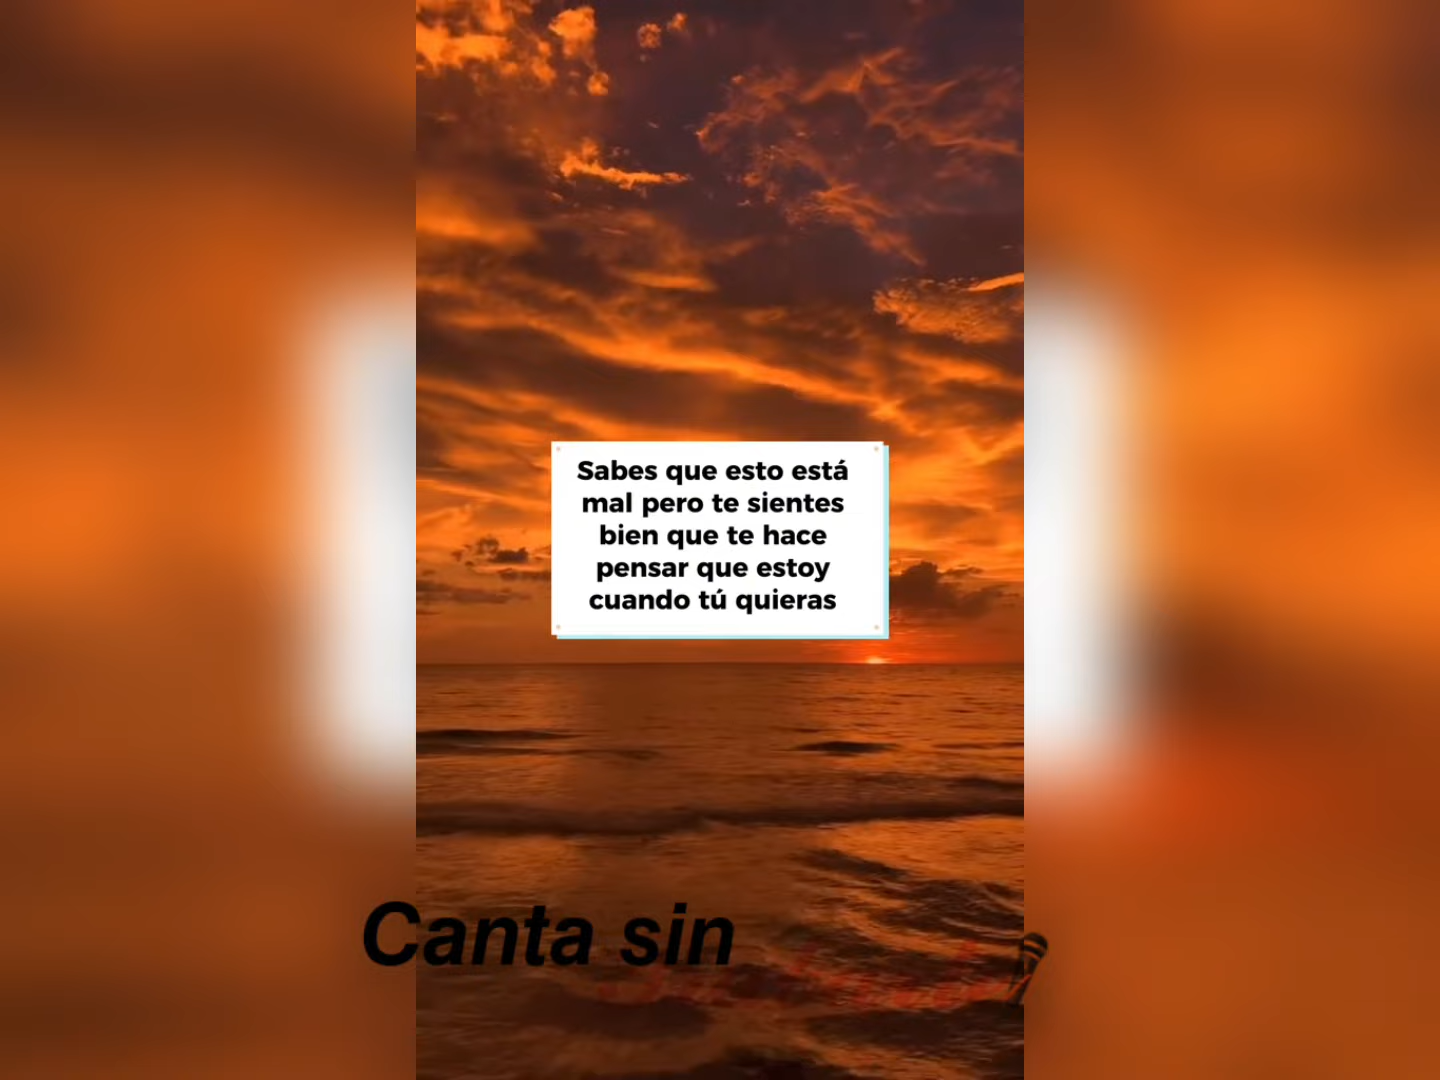 Sabes que esto está
mal pero te sientes
bien que te hace
pensar que estoy
cuando tú quieras
Canta sin